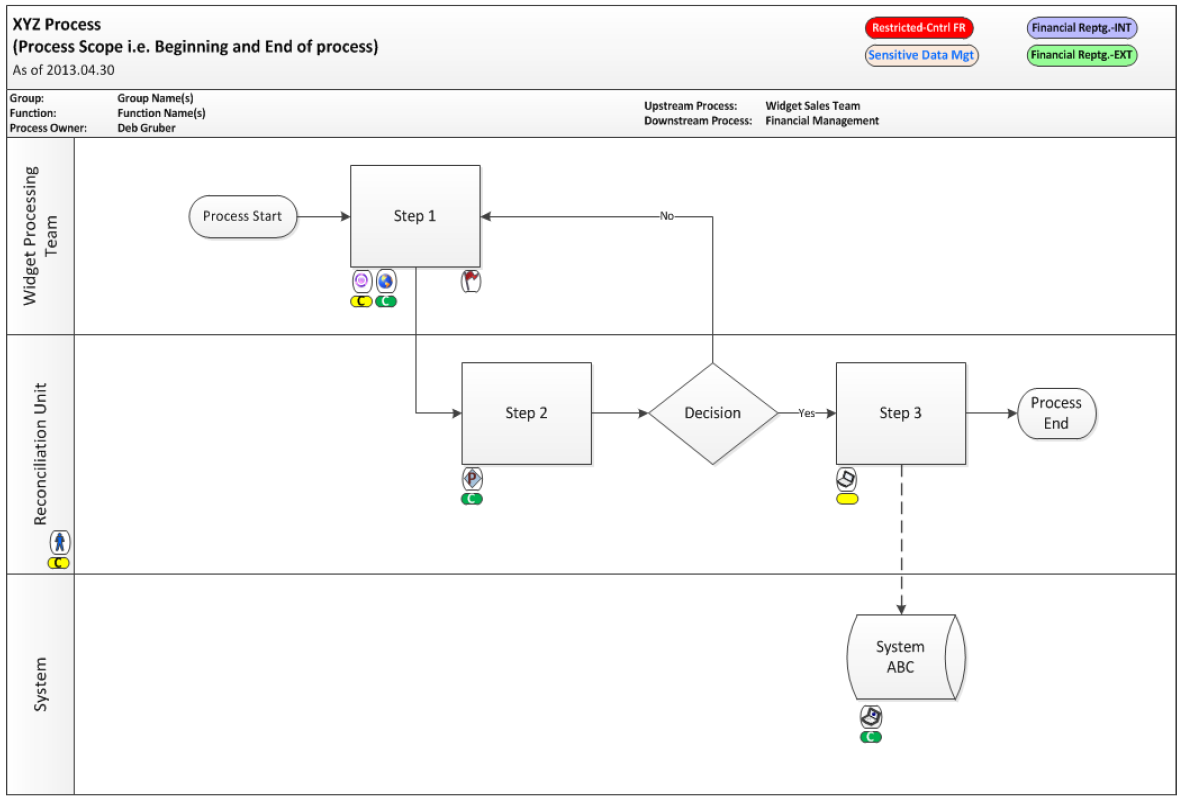 XYZ Process
(Process Scope i.e. Beginning and End of process)
As of 2013.04.30
Restricted-Cntrl FR
Financial Reptg.-INT
Sensitive Data Mgt
Financial Reptg.-EXT
Group: Group Name(s)
Function: Function Name(s)
Process Owner: Deb Gruber
Upstream Process: Widget Sales Team
Downstream Process: Financial Management
Widget Processing
Team
Process Start
Step 1
No
C
C
Reconciliation Unit
Step 2
Decision
Yes
Step 3
Process
End
P
C
C
System
System
ABC
C